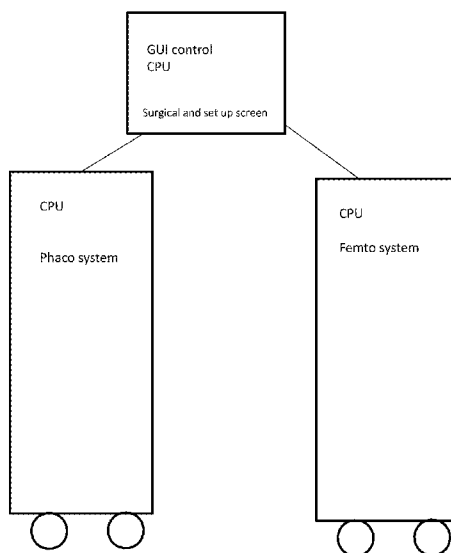 GUI control
CPU
Surgical and set up screen
CPU
Phaco system
CPU
Femto system